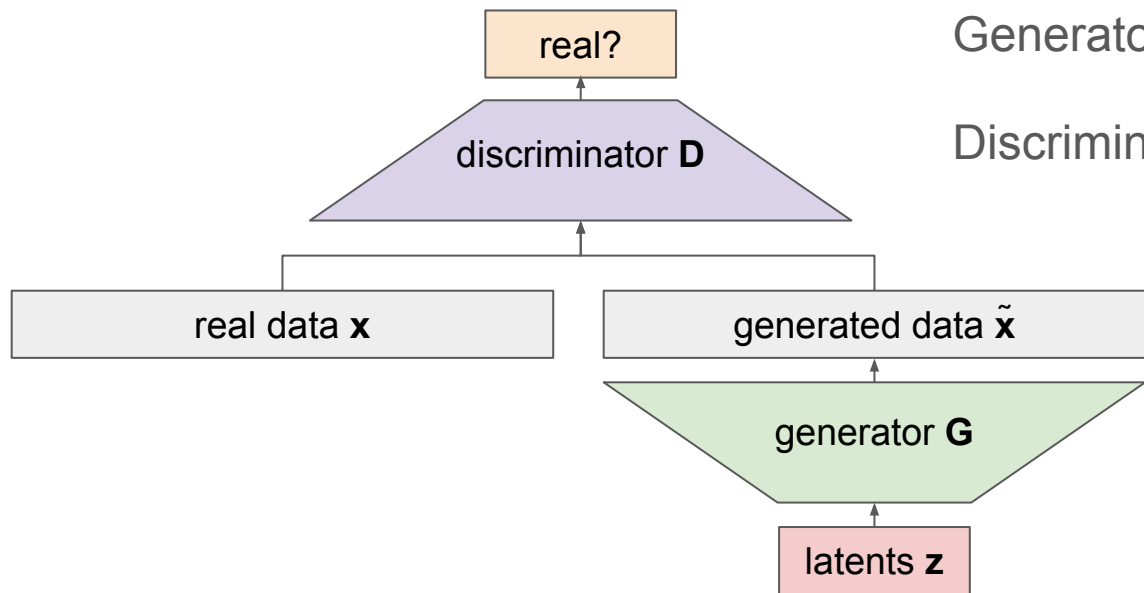 real?
Generato
discriminator D
Discrimin
real data x
generated data x̃
generator G
latents z